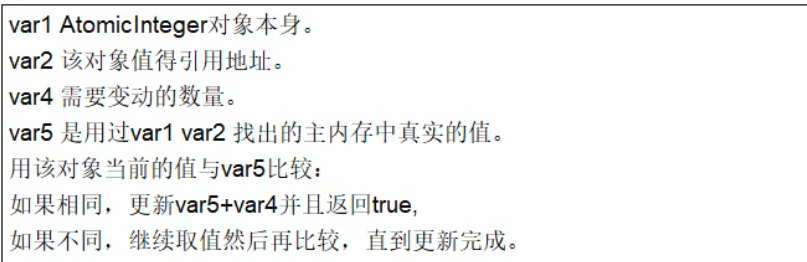 var1 AtomicInteger对象本身。
var2 该对象值得引用地址。
var4 需要变动的数量。
var5 是用过var1 var2 找出的主内存中真实的值。
用该对象当前的值与var5比较：
如果相同，更新var5+var4并且返回true,
如果不同，继续取值然后再比较，直到更新完成。